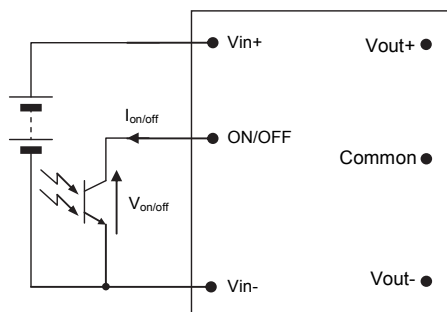 Vin+
Vout+
Ion/off
ON/OFF
Common
Von/off
Vin-
Vout-